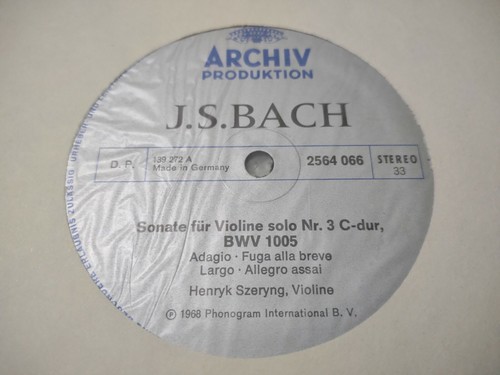 ARCHIV
PRODUKTION
J.S.BACH
D. P.
139 272 A
Made in Germany
2564 066
STEREO
33
Sonate für Violine solo Nr. 3 C-dur,
BWV 1005
Adagio · Fuga alla breve
Largo · Allegro assai
Henryk Szeryng, Violine
Ⓟ 1968 Phonogram International B. V.